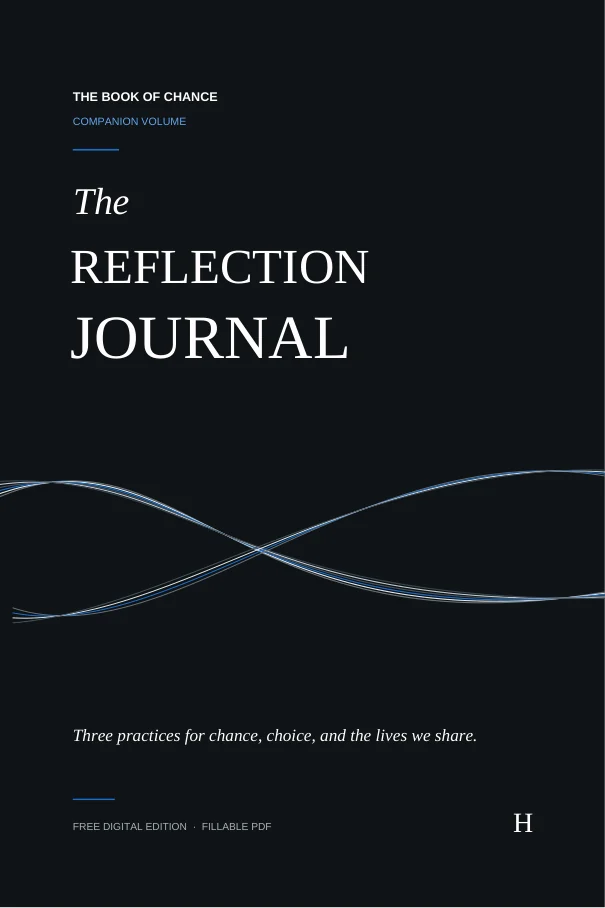 THE BOOK OF CHANCE
COMPANION VOLUME
The
REFLECTION
JOURNAL
Three practices for chance, choice, and the lives we share.
FREE DIGITAL EDITION · FILLABLE PDF
H